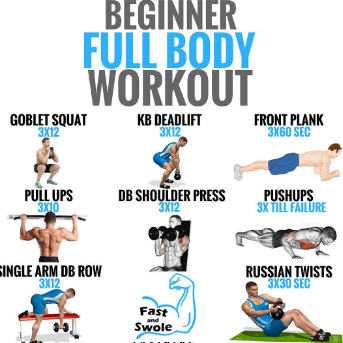 BEGINNER
FULL BODY
WORKOUT
GOBLET SQUAT
3X12
KB DEADLIFT
3X12
FRONT PLANK
3X60 SEC
PULL UPS
3X10
DB SHOULDER PRESS
3X12
PUSHUPS
3X TILL FAILURE
SINGLE ARM DB ROW
3X12
Fast
and
Swole
RUSSIAN TWISTS
3X30 SEC